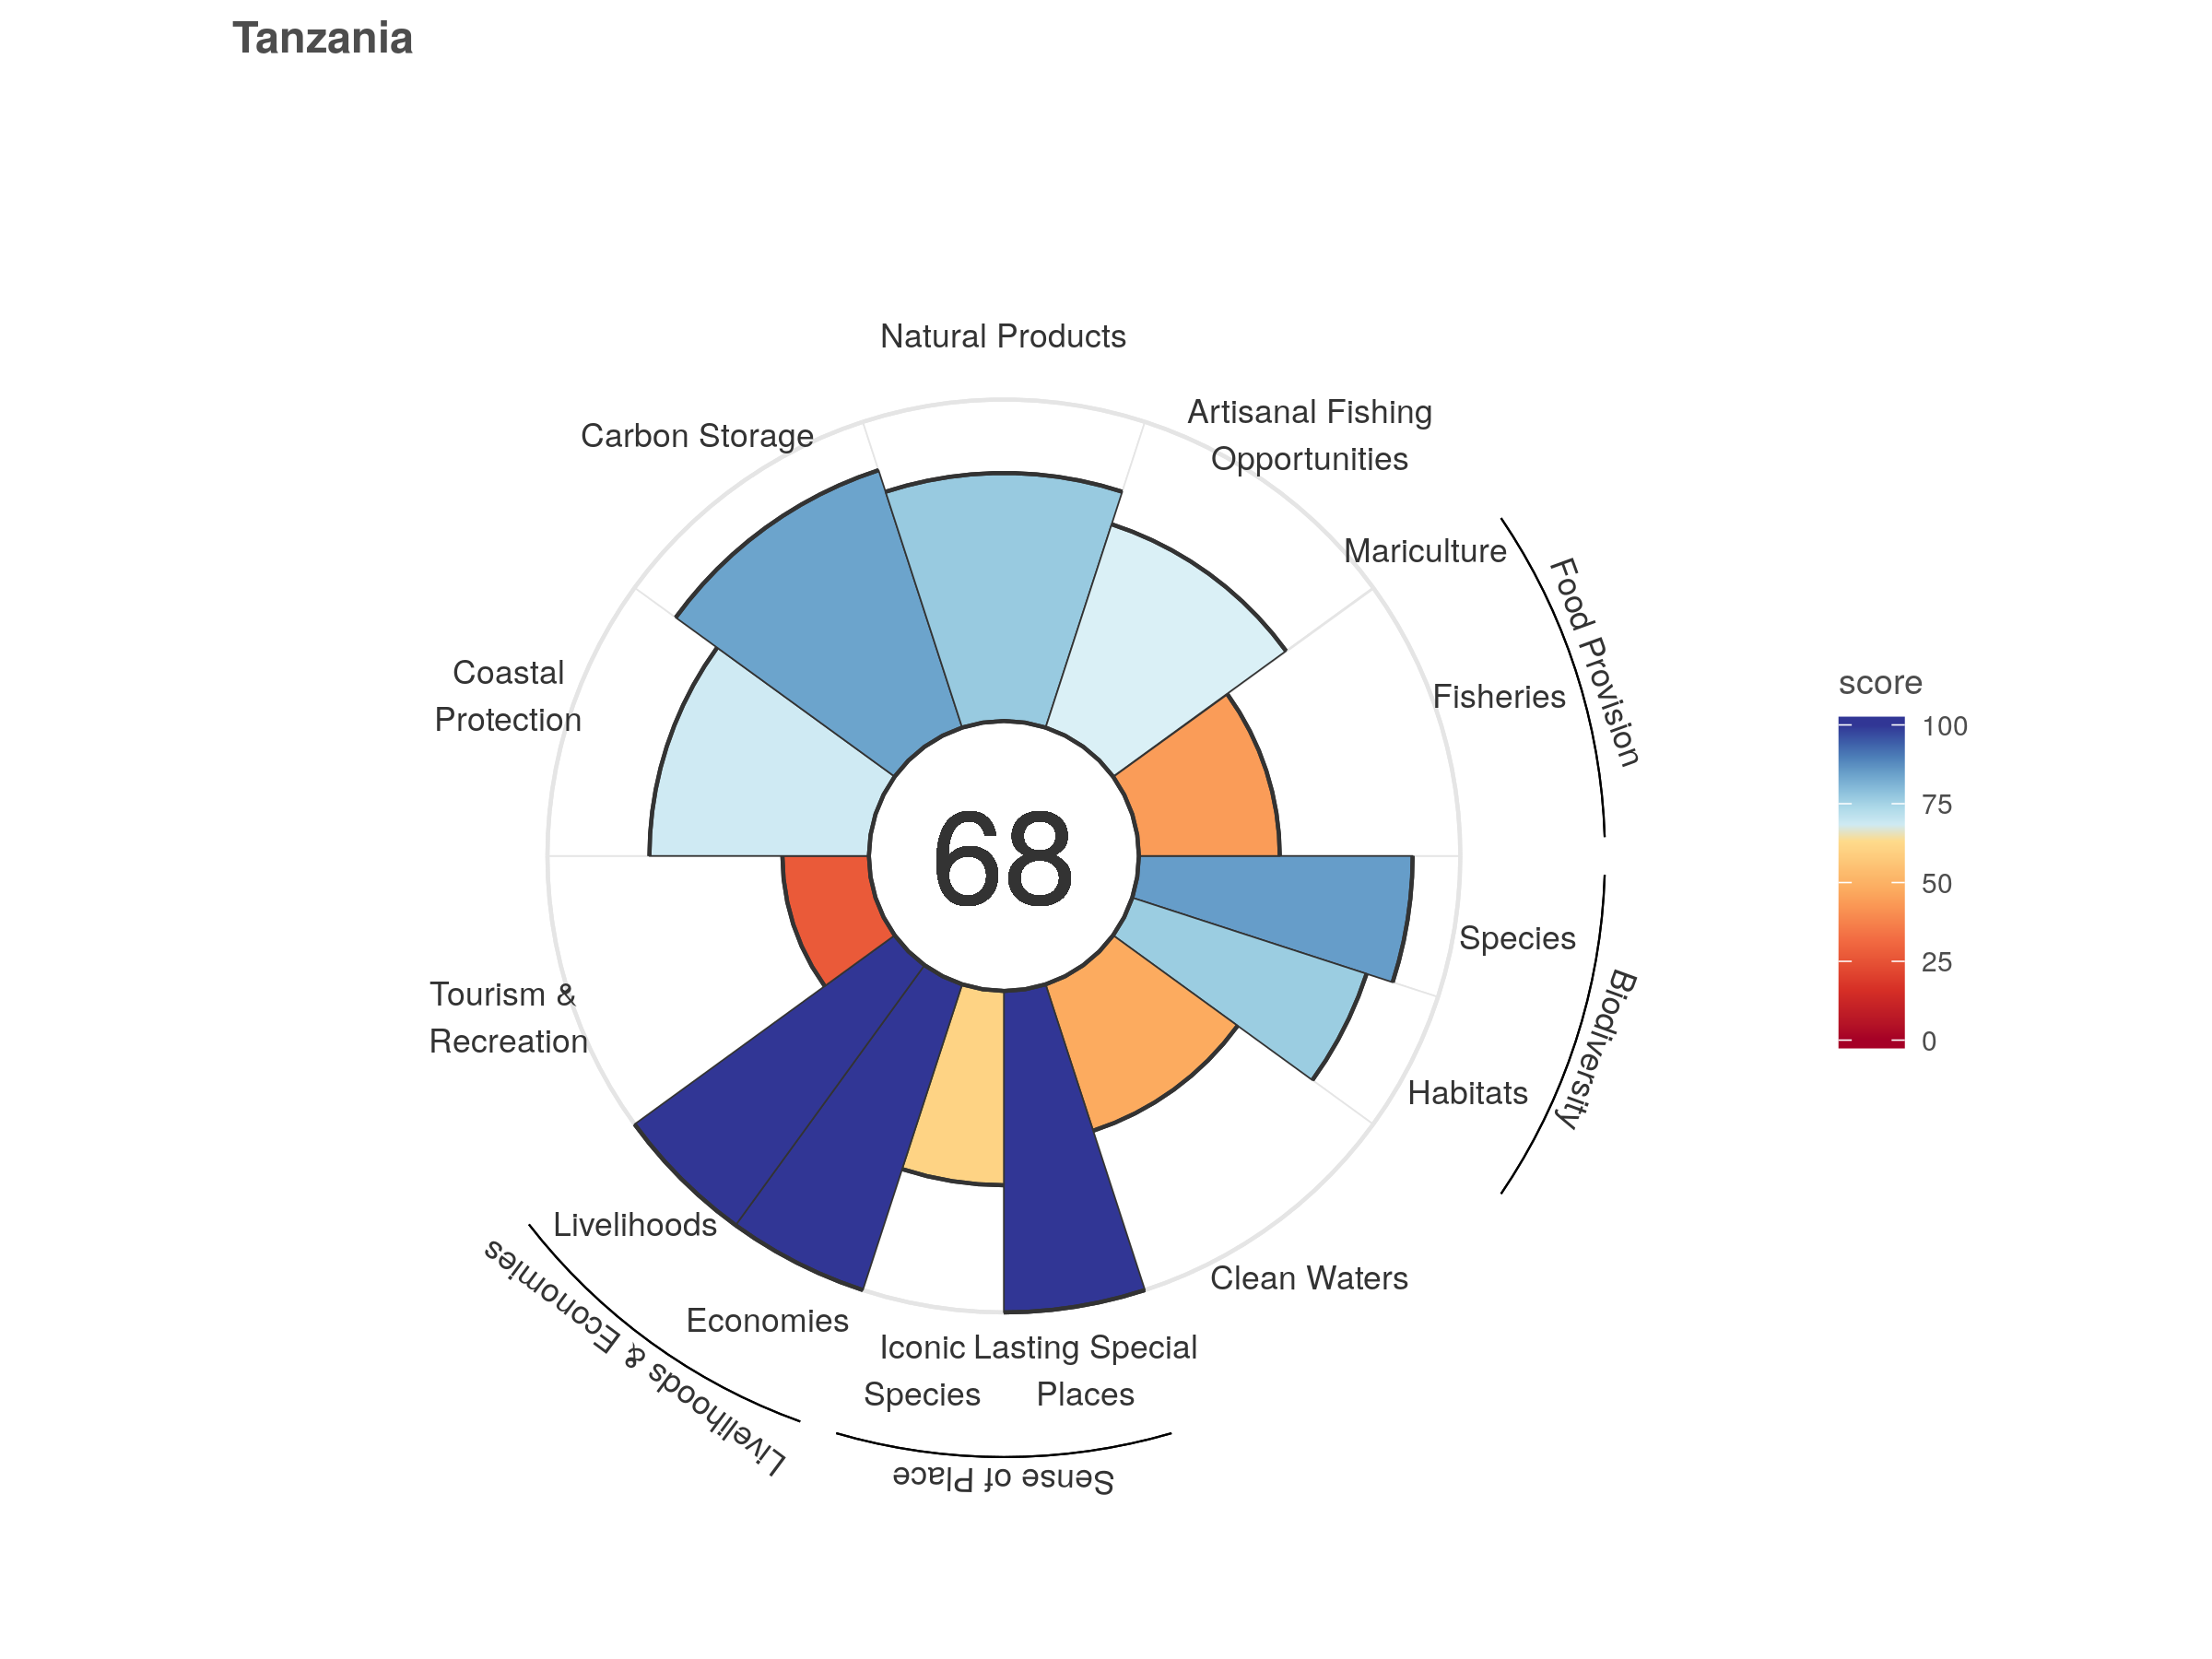 Tanzania
Natural Products
Artisanal Fishing
Opportunities
Carbon Storage
Mariculture
Food Provision
Fisheries
Coastal
Protection
68
score
100
75
50
25
0
Species
Biodiversity
Habitats
Tourism &
Recreation
Clean Waters
Livelihoods
Economies
Livelihoods & Economies
Iconic
Species
Lasting Special
Places
Sense of Place